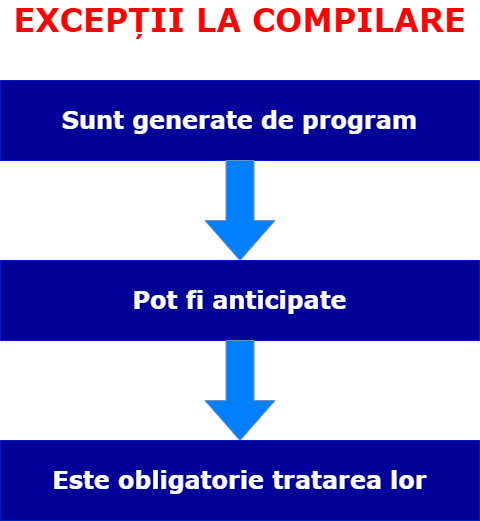 EXCEPȚII LA COMPILARE
Sunt generate de program
Pot fi anticipate
Este obligatorie tratarea lor